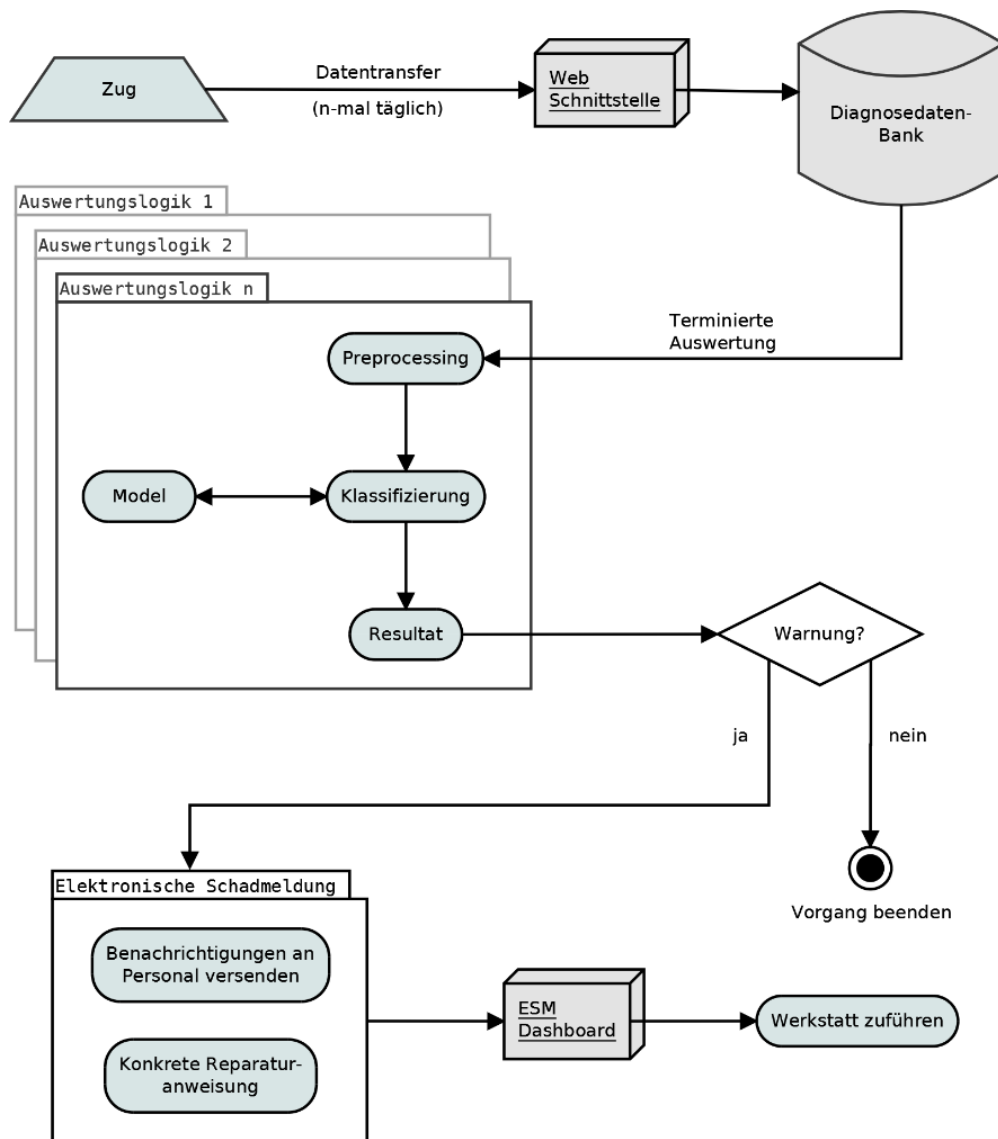 Zug
Datentransfer
(n-mal täglich)
Web
Schnittstelle
Diagnosedaten-
Bank
Auswertungslogik 1
Auswertungslogik 2
Auswertungslogik n
Terminierte
Auswertung
Preprocessing
Model
Klassifizierung
Resultat
Warnung?
ja
nein
Vorgang beenden
Elektronische Schadmeldung
Benachrichtigungen an
Personal versenden
ESM
Dashboard
Werkstatt zuführen
Konkrete Reparatur-
anweisung